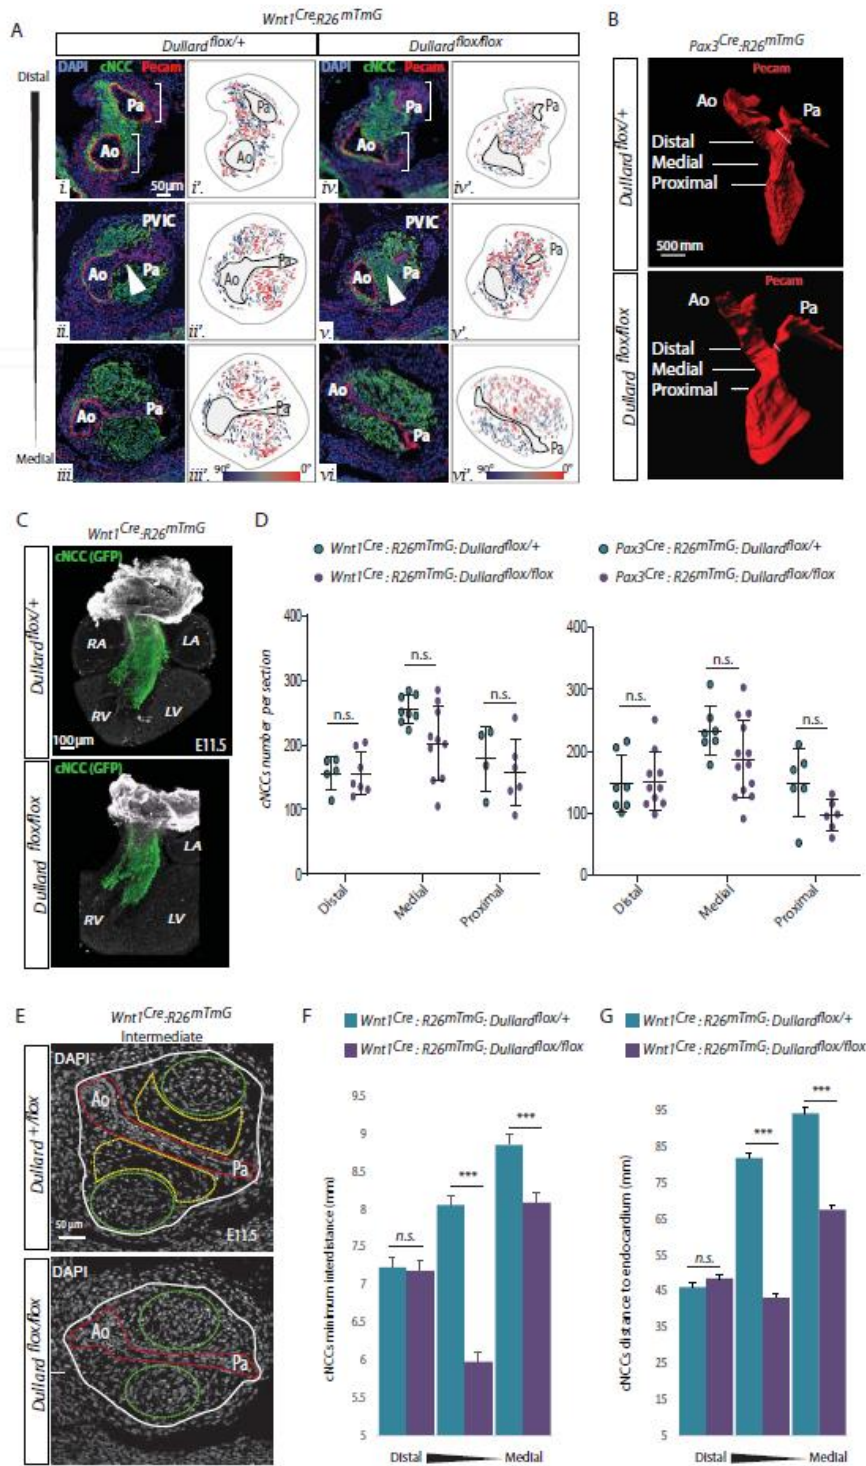 A
Wnt1Cre:R26mTmG
Dullardflox/+
Dullardflox/flox
Distal
Medial
DAPI cNCC Pecam
Pa
Ao
i.
50µm
Pa
Ao
i'.
Pa
Ao
iv.
Pa
iv'.
PVIC
Ao
Pa
ii.
Pa
Ao
ii'.
PVIC
Ao
Pa
v.
Pa
v'.
Ao
Pa
iii.
Pa
iii'.
90° 0°
Ao
Pa
vi.
Pa
vi'.
90° 0°
B
Pax3Cre:R26mTmG
Dullardflox/+
Pecam
Ao
Pa
Distal
Medial
Proximal
500 mm
Dullard flox/flox
Pecam
Ao
Pa
Distal
Medial
Proximal
C
Wnt1Cre:R26mTmG
Dullardflox/+
cNCC (GFP)
RA
LA
RV
LV
100µm
E11.5
Dullard flox/flox
cNCC (GFP)
LA
RV
LV
D
Wnt1Cre : R26mTmG: Dullardflox/+
Wnt1Cre : R26mTmG: Dullardflox/flox
Pax3Cre : R26mTmG: Dullardflox/+
Pax3Cre : R26mTmG: Dullardflox/flox
cNCCs number per section
400
300
200
100
0
n.s.
n.s.
n.s.
Distal
Medial
Proximal
400
300
200
100
0
n.s.
n.s.
n.s.
Distal
Medial
Proximal
E
Wnt1Cre:R26mTmG
Intermediate
Dullard+/flox
DAPI
Ao
Pa
50 µm
E11.5
Dullard flox/flox
DAPI
Ao
Pa
F
Wnt1Cre : R26mTmG: Dullardflox/+
Wnt1Cre : R26mTmG: Dullardflox/flox
cNCCs minimum interdistance (mm)
9.5
9
8.5
8
7.5
7
6.5
6
5.5
5
n.s.
***
***
Distal
Medial
G
Wnt1Cre : R26mTmG: Dullardflox/+
Wnt1Cre : R26mTmG: Dullardflox/flox
cNCCs distance to endocardium (mm)
95
85
75
65
55
45
35
25
15
5
n.s.
***
***
Distal
Medial